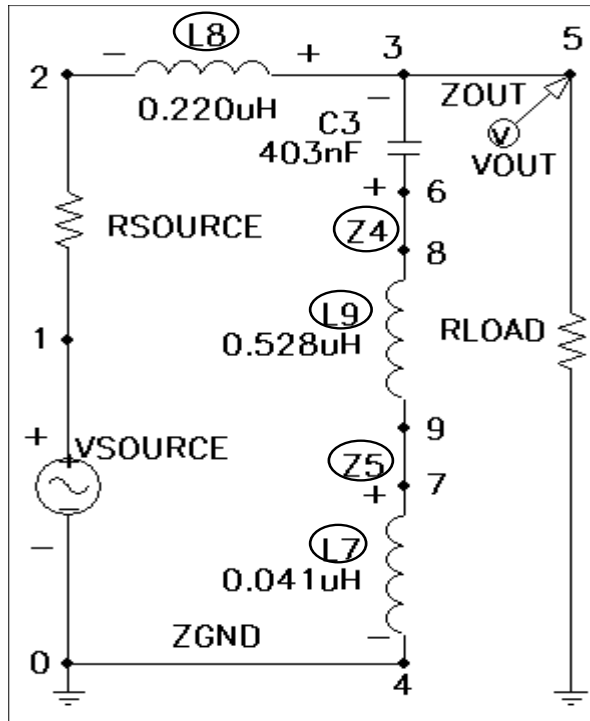 L8
2
3
5
0.220uH
ZOUT
C3
403nF
V
VOUT
6
RSOURCE
Z4
8
L9
0.528uH
RLOAD
1
9
VSOURCE
Z5
7
L7
0.041uH
ZGND
0
4